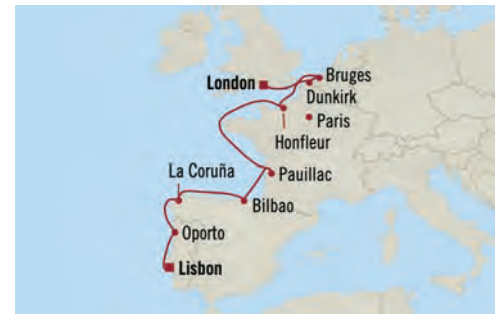 Bruges
London
Dunkirk
Paris
Honfleur
La Coruña
Pauillac
Bilbao
Oporto
Lisbon